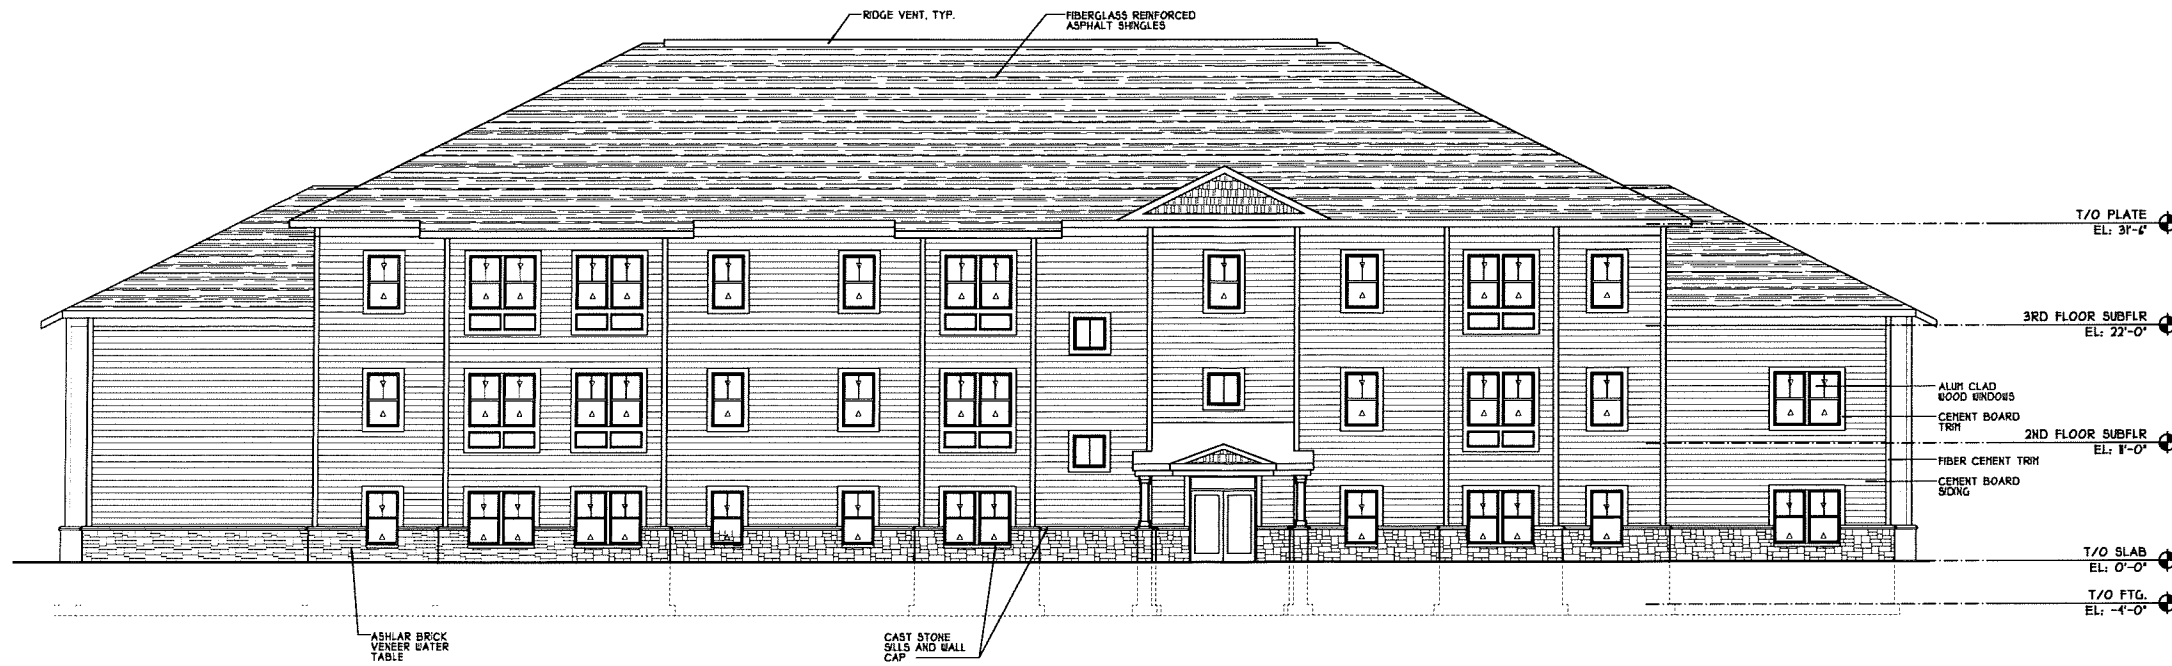 RIDGE VENT, TYP.
FIBERGLASS REINFORCED
ASPHALT SHINGLES
T/O PLATE
EL: 31'-6"
3RD FLOOR SUBFLR
EL: 22'-0"
ALUM CLAD
WOOD WINDOWS
CEMENT BOARD
TRIM
2ND FLOOR SUBFLR
EL: 11'-0"
FIBER CEMENT TRIM
CEMENT BOARD
SIDING
T/O SLAB
EL: 0'-0"
T/O FTG.
EL: -4'-0"
ASHLAR BRICK
VENEER WATER
TABLE
CAST STONE
SILLS AND WALL
CAP